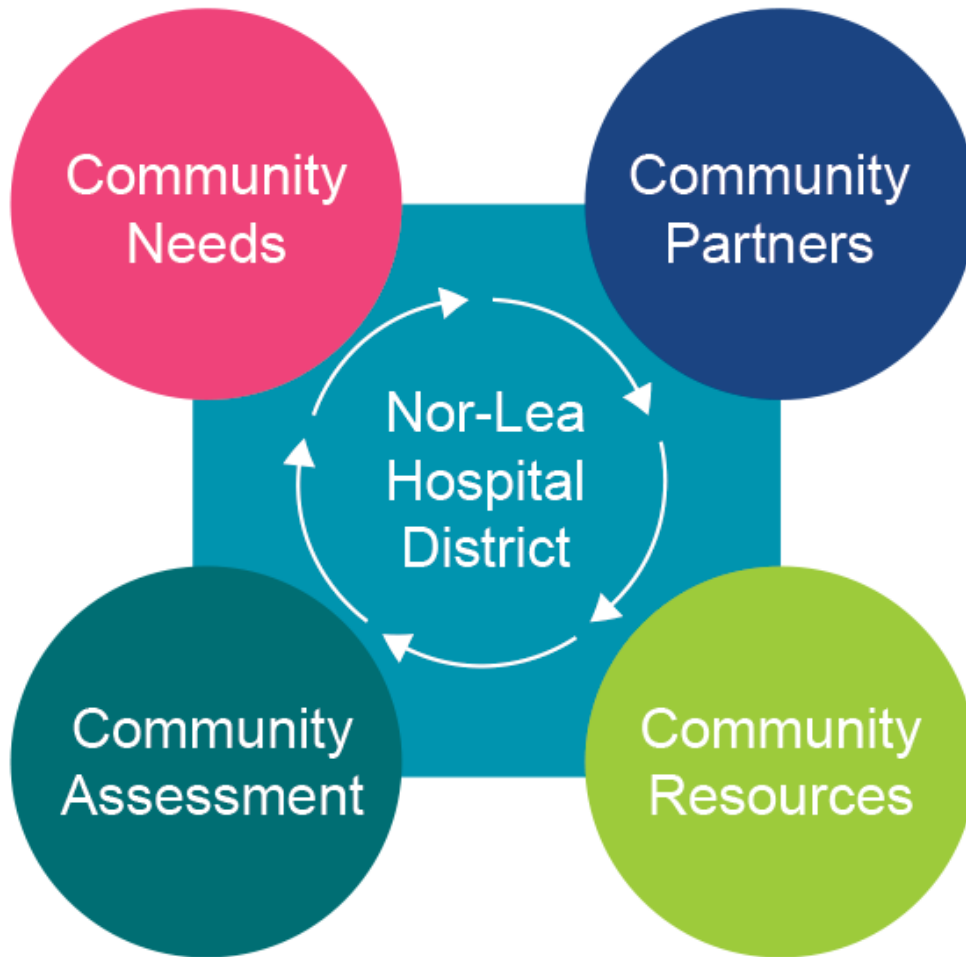 Community
Needs
Community
Partners
Nor-Lea
Hospital
District
Community
Assessment
Community
Resources